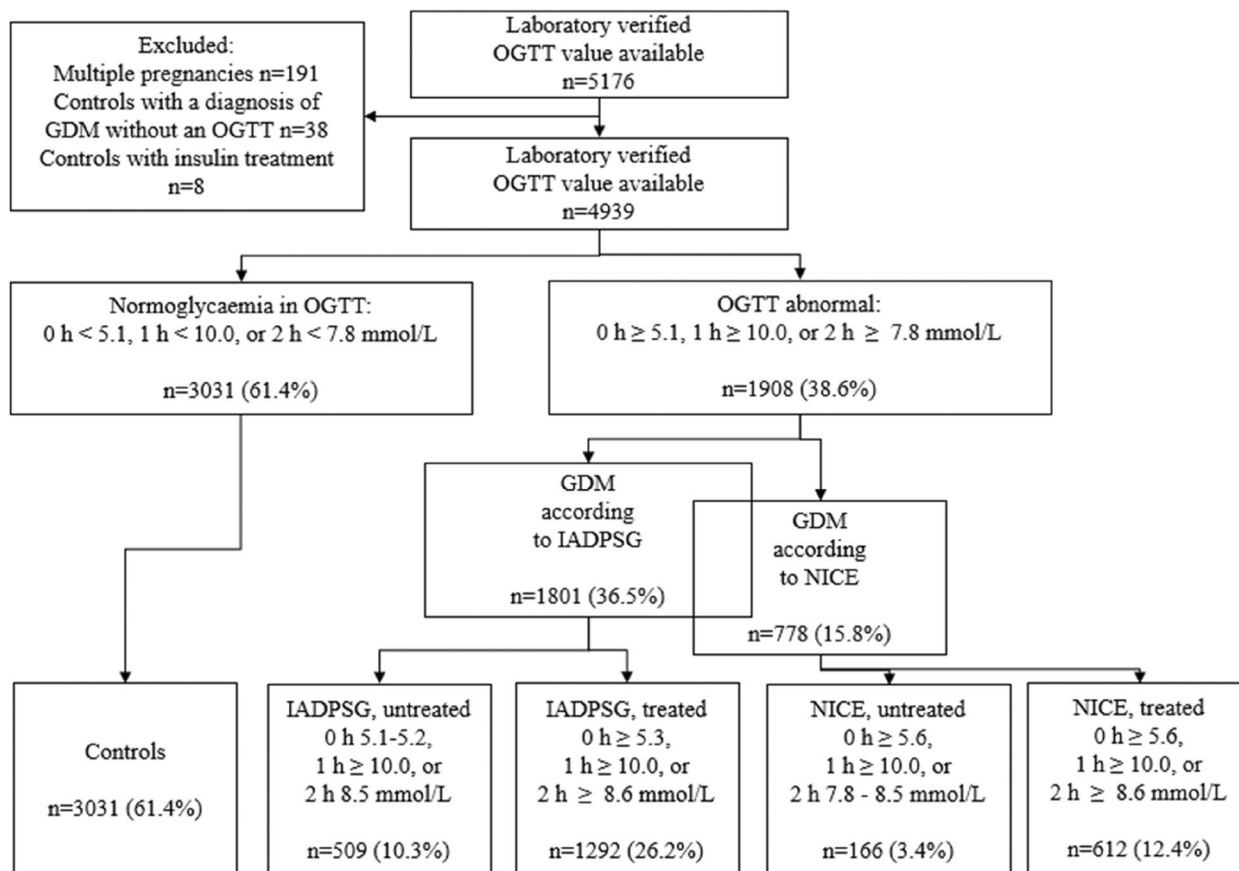 Excluded:
Multiple pregnancies n=191
Controls with a diagnosis of
GDM without an OGTT n=38
Controls with insulin treatment
n=8
Laboratory verified
OGTT value available
n=5176
Laboratory verified
OGTT value available
n=4939
Normoglycaemia in OGTT:
0 h < 5.1, 1 h < 10.0, or 2 h < 7.8 mmol/L
n=3031 (61.4%)
OGTT abnormal:
0 h ≥ 5.1, 1 h ≥ 10.0, or 2 h ≥ 7.8 mmol/L
n=1908 (38.6%)
GDM
according
to IADPSG
n=1801 (36.5%)
GDM
according
to NICE
n=778 (15.8%)
Controls
n=3031 (61.4%)
IADPSG, untreated
0 h 5.1-5.2,
1 h ≥ 10.0, or
2 h 8.5 mmol/L
n=509 (10.3%)
IADPSG, treated
0 h ≥ 5.3,
1 h ≥ 10.0, or
2 h ≥ 8.6 mmol/L
n=1292 (26.2%)
NICE, untreated
0 h ≥ 5.6,
1 h ≥ 10.0, or
2 h 7.8 - 8.5 mmol/L
n=166 (3.4%)
NICE, treated
0 h ≥ 5.6,
1 h ≥ 10.0, or
2 h ≥ 8.6 mmol/L
n=612 (12.4%)